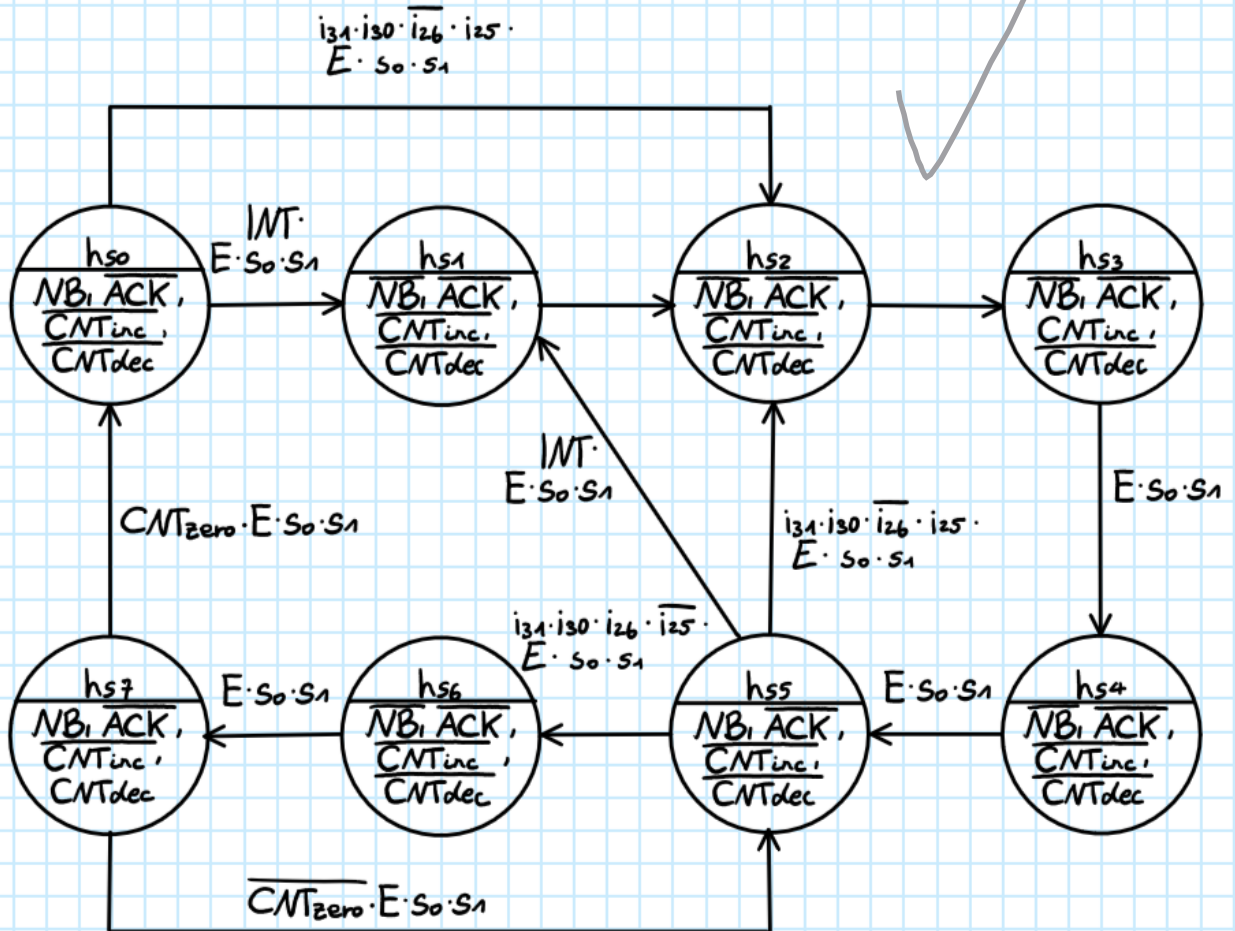 i31·i30·i̅2̅6̅·i25·
E·s0·s1
hs0
NB, A̅C̅K̅,
C̅N̅T̅i̅n̅c̅,
C̅N̅T̅d̅e̅c̅
INT·
E·s0·s1
hs1
N̅B̅, A̅C̅K̅,
C̅N̅T̅i̅n̅c̅,
C̅N̅T̅d̅e̅c̅
hs2
N̅B̅, A̅C̅K̅,
C̅N̅T̅i̅n̅c̅,
C̅N̅T̅d̅e̅c̅
hs3
N̅B̅, A̅C̅K̅,
C̅N̅T̅i̅n̅c̅,
C̅N̅T̅d̅e̅c̅
CNTzero·E·s0·s1
INT·
E·s0·s1
i31·i30·i̅2̅6̅·i25·
E·s0·s1
E·s0·s1
hs7
NB, A̅C̅K̅,
C̅N̅T̅i̅n̅c̅,
CNTdec
E·s0·s1
hs6
N̅B̅, A̅C̅K̅,
C̅N̅T̅i̅n̅c̅,
C̅N̅T̅d̅e̅c̅
i31·i30·i26·i̅2̅5̅·
E·s0·s1
hs5
N̅B̅, A̅C̅K̅,
C̅N̅T̅i̅n̅c̅,
C̅N̅T̅d̅e̅c̅
E·s0·s1
hs4
N̅B̅, A̅C̅K̅,
C̅N̅T̅i̅n̅c̅,
C̅N̅T̅d̅e̅c̅
C̅N̅T̅z̅e̅r̅o̅·E·s0·s1